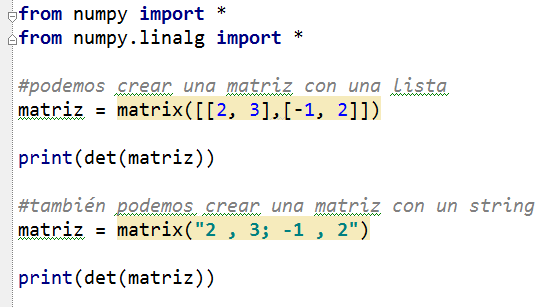 from numpy import *
from numpy.linalg import *
#podemos crear una matriz con una lista
matriz = matrix([[2, 3],[-1, 2]])
print(det(matriz))
#también podemos crear una matriz con un string
matriz = matrix("2 , 3; -1 , 2")
print(det(matriz))